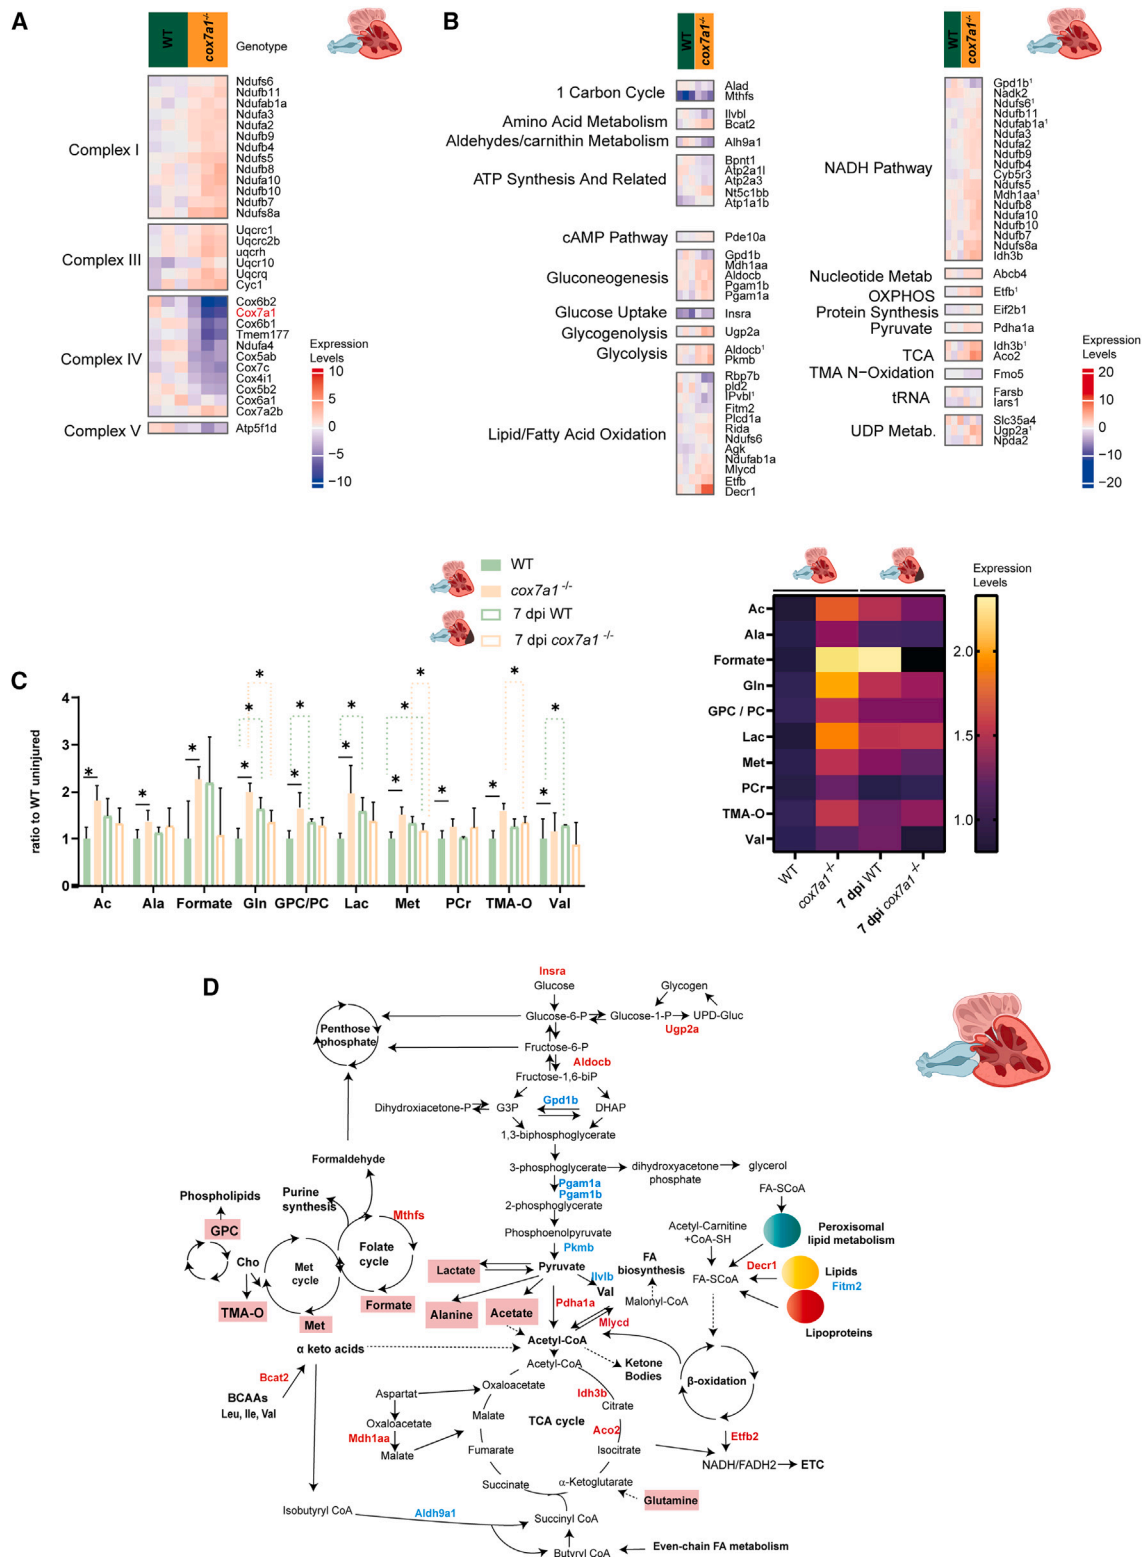 A
WT
cox7a1-/-
Genotype
Complex I
Ndufs6
Ndufb11
Ndufab1a
Ndufa3
Ndufa2
Ndufb9
Ndufb4
Ndufs5
Ndufb8
Ndufa10
Ndufb10
Ndufb7
Ndufs8a
Complex III
Uqcrc1
Uqcrc2b
uqcrh
Uqcr10
Uqcrq
Cyc1
Complex IV
Cox6b2
Cox7a1
Cox6b1
Tmem177
Ndufa4
Cox5ab
Cox7c
Cox4i1
Cox5b2
Cox6a1
Cox7a2b
Complex V
Atp5f1d
Expression
Levels
10
5
0
−5
−10
B
WT
cox7a1-/-
1 Carbon Cycle
Alad
Mthfs
Amino Acid Metabolism
Ilvbl
Bcat2
Aldehydes/carnithin Metabolism
Alh9a1
ATP Synthesis And Related
Bpnt1
Atp2a1l
Atp2a3
Nt5c1bb
Atp1a1b
cAMP Pathway
Pde10a
Gluconeogenesis
Gpd1b
Mdh1aa
Aldocb
Pgam1b
Pgam1a
Glucose Uptake
Insra
Glycogenolysis
Ugp2a
Glycolysis
Aldocb¹
Pkmb
Lipid/Fatty Acid Oxidation
Rbp7b
pld2
IPvbl¹
Fitm2
Plcd1a
Rida
Ndufs6
Agk
Ndufab1a
Mlycd
Etfb
Decr1
WT
cox7a1-/-
NADH Pathway
Gpd1b¹
Nadk2
Ndufs6¹
Ndufb11
Ndufab1a¹
Ndufa3
Ndufa2
Ndufb9
Ndufb4
Cyb5r3
Ndufs5
Mdh1aa¹
Ndufb8
Ndufa10
Ndufb10
Ndufb7
Ndufs8a
Idh3b
Nucleotide Metab
Abcb4
OXPHOS
Etfb¹
Protein Synthesis
Eif2b1
Pyruvate
Pdha1a
TCA
Idh3b¹
Aco2
TMA N−Oxidation
Fmo5
tRNA
Farsb
Iars1
UDP Metab.
Slc35a4
Ugp2a¹
Npda2
Expression
Levels
20
10
0
−10
−20
C
WT
cox7a1 -/-
7 dpi WT
7 dpi cox7a1 -/-
ratio to WT uninjured
4
3
2
1
0
* * * * * * * * * * * * * * * * *
Ac Ala Formate Gln GPC/PC Lac Met PCr TMA-O Val
Expression
Levels
2.0
1.5
1.0
Ac
Ala
Formate
Gln
GPC / PC
Lac
Met
PCr
TMA-O
Val
WT
cox7a1 -/-
7 dpi WT
7 dpi cox7a1 -/-
D
Insra
Glucose
Glycogen
Glucose-6-P
Glucose-1-P
UPD-Gluc
Ugp2a
Penthose
phosphate
Fructose-6-P
Aldocb
Fructose-1,6-biP
Dihydroxiacetone-P
G3P
Gpd1b
DHAP
1,3-biphosphoglycerate
Formaldehyde
3-phosphoglycerate
dihydroxyacetone
phosphate
glycerol
Pgam1a
Pgam1b
2-phosphoglycerate
FA-SCoA
Phospholipids
Purine
synthesis
Mthfs
GPC
Cho
Met
cycle
Folate
cycle
Phosphoenolpyruvate
Pkmb
Acetyl-Carnitine
+CoA-SH
Peroxisomal
lipid metabolism
Lactate
Pyruvate
FA
biosynthesis
Ilvlb
Val
FA-SCoA
Decr1
Lipids
Fitm2
TMA-O
Met
Formate
Alanine
Acetate
Pdha1a
Malonyl-CoA
Mlycd
Lipoproteins
α keto acids
Acetyl-CoA
Acetyl-CoA
Ketone
Bodies
Bcat2
BCAAs
Leu, Ile, Val
β-oxidation
Aspartat
Oxaloacetate
Idh3b
Citrate
Oxaloacetate
Malate
TCA cycle
Aco2
Mdh1aa
Malate
Fumarate
Isocitrate
Etfb2
NADH/FADH2
ETC
Succinate
α-Ketoglutarate
Glutamine
Isobutyryl CoA
Aldh9a1
Succinyl CoA
Butyryl CoA
Even-chain FA metabolism